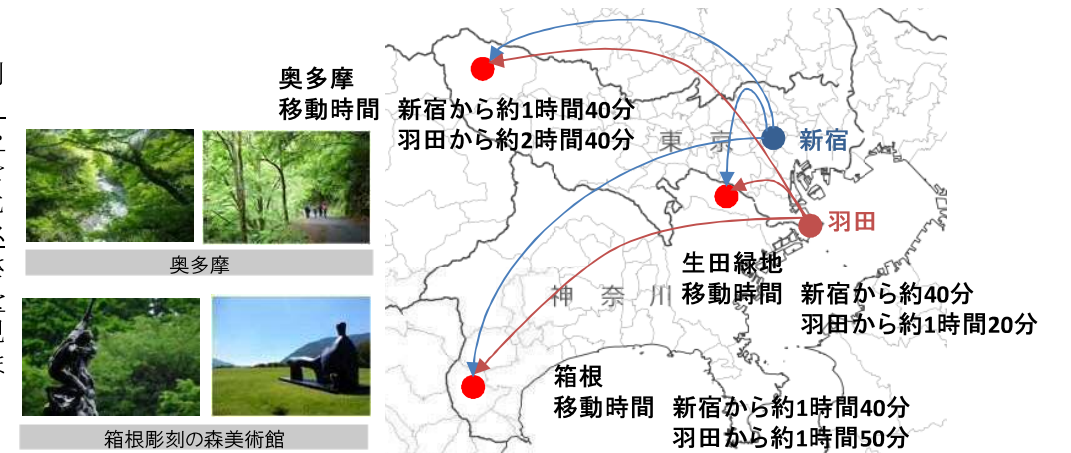 奥多摩
移動時間 新宿から約1時間40分
羽田から約2時間40分
東 京
新宿
羽田
奥多摩
生田緑地
移動時間 新宿から約40分
羽田から約1時間20分
神 奈 川
箱根
移動時間 新宿から約1時間40分
羽田から約1時間50分
箱根彫刻の森美術館